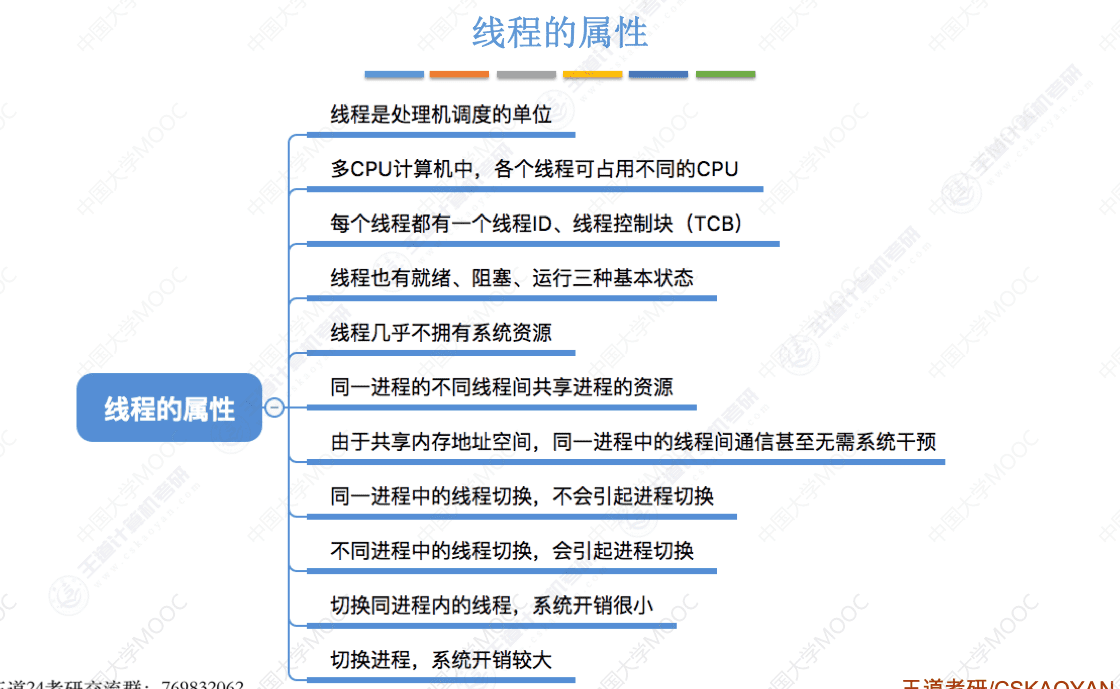 线程的属性
线程是处理机调度的单位
多CPU计算机中，各个线程可占用不同的CPU
每个线程都有一个线程ID、线程控制块（TCB）
线程也有就绪、阻塞、运行三种基本状态
线程几乎不拥有系统资源
同一进程的不同线程间共享进程的资源
线程的属性
由于共享内存地址空间，同一进程中的线程间通信甚至无需系统干预
同一进程中的线程切换，不会引起进程切换
不同进程中的线程切换，会引起进程切换
切换同进程内的线程，系统开销很小
切换进程，系统开销较大
王道24考研交流群：769832062
王道考研/CSKAOYAN
中国大学MOOC
王道计算机考研
www.cskaoyan.com